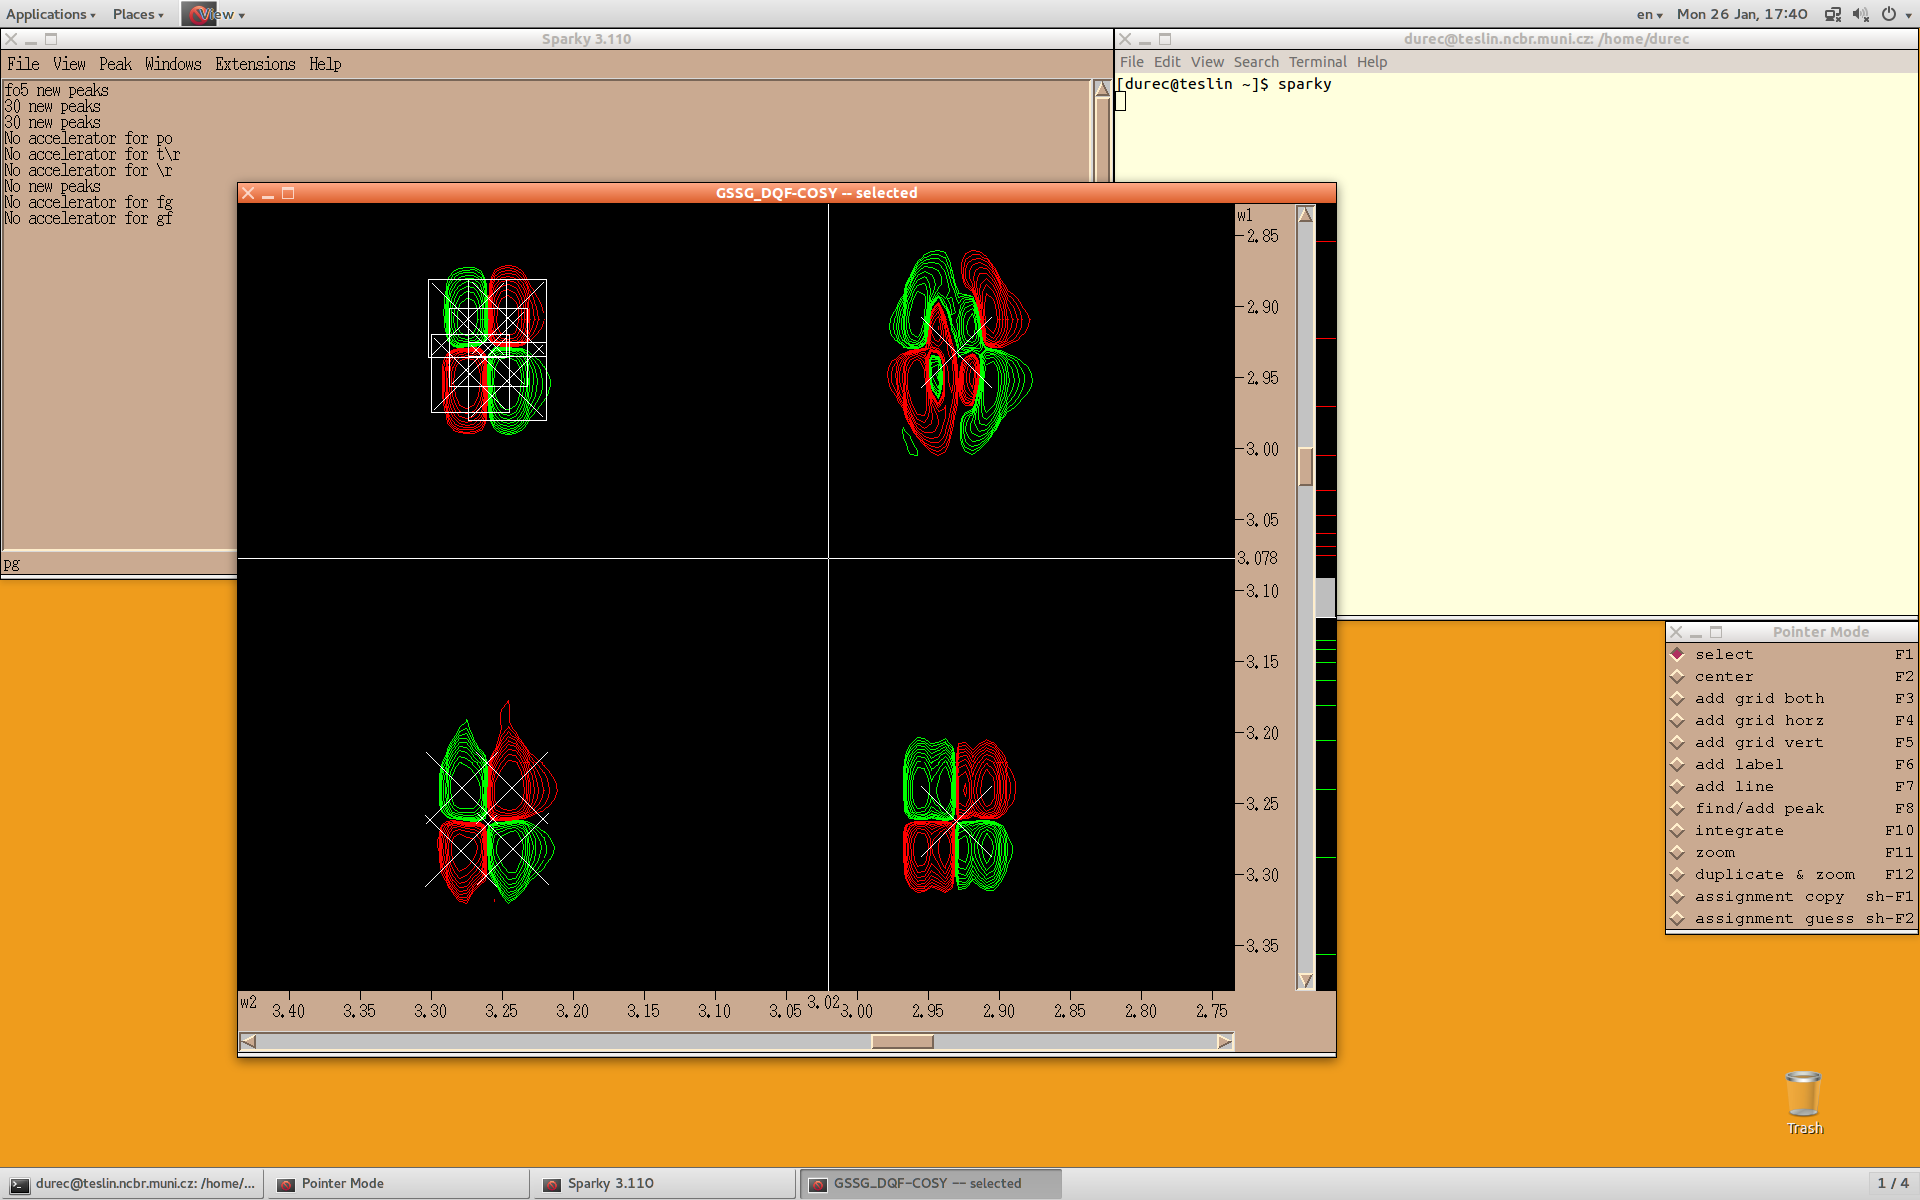 Applications Places View en Mon 26 Jan, 17:40
Sparky 3.110
File View Peak Windows Extensions Help
fo5 new peaks
30 new peaks
30 new peaks
No accelerator for po
No accelerator for t\r
No accelerator for \r
No new peaks
No accelerator for fg
No accelerator for gf
pg
durec@teslin.ncbr.muni.cz: /home/durec
File Edit View Search Terminal Help
[durec@teslin ~]$ sparky
GSSG_DQF-COSY -- selected
w1
2.85
2.90
2.95
3.00
3.05
3.078
3.10
3.15
3.20
3.25
3.30
3.35
w2
3.40 3.35 3.30 3.25 3.20 3.15 3.10 3.05 3.02 3.00 2.95 2.90 2.85 2.80 2.75
Pointer Mode
select F1
center F2
add grid both F3
add grid horz F4
add grid vert F5
add label F6
add line F7
find/add peak F8
integrate F10
zoom F11
duplicate & zoom F12
assignment copy sh-F1
assignment guess sh-F2
Trash
durec@teslin.ncbr.muni.cz: /home/... Pointer Mode Sparky 3.110 GSSG_DQF-COSY -- selected 1 / 4